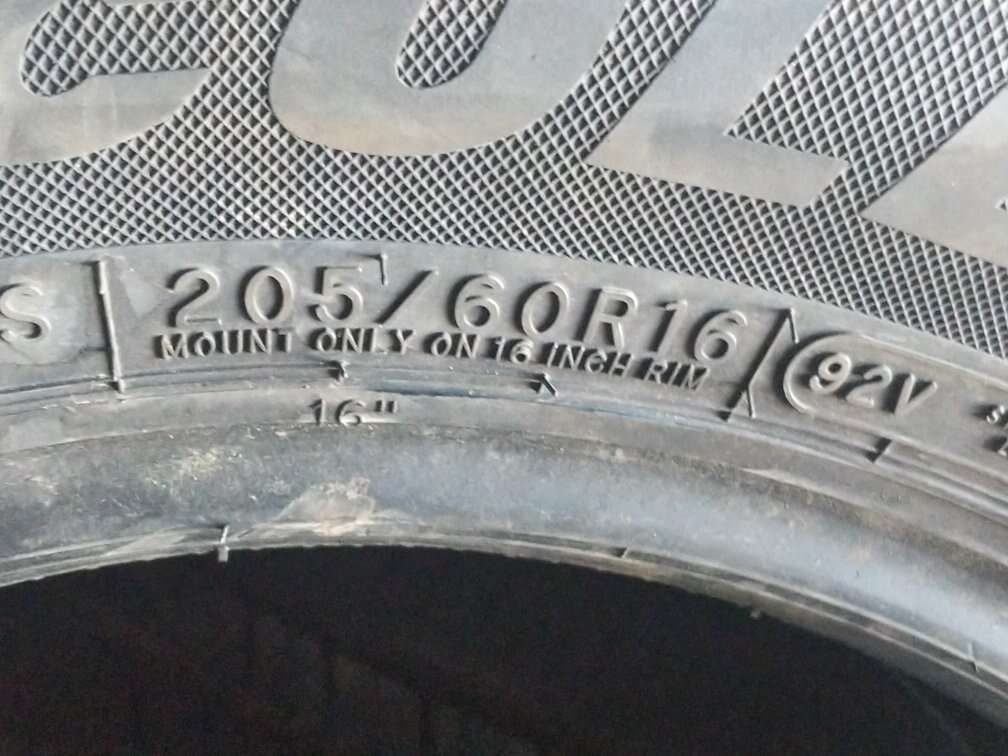 S
205/60R16
MOUNT ONLY ON 16 INCH RIM
92V
16"